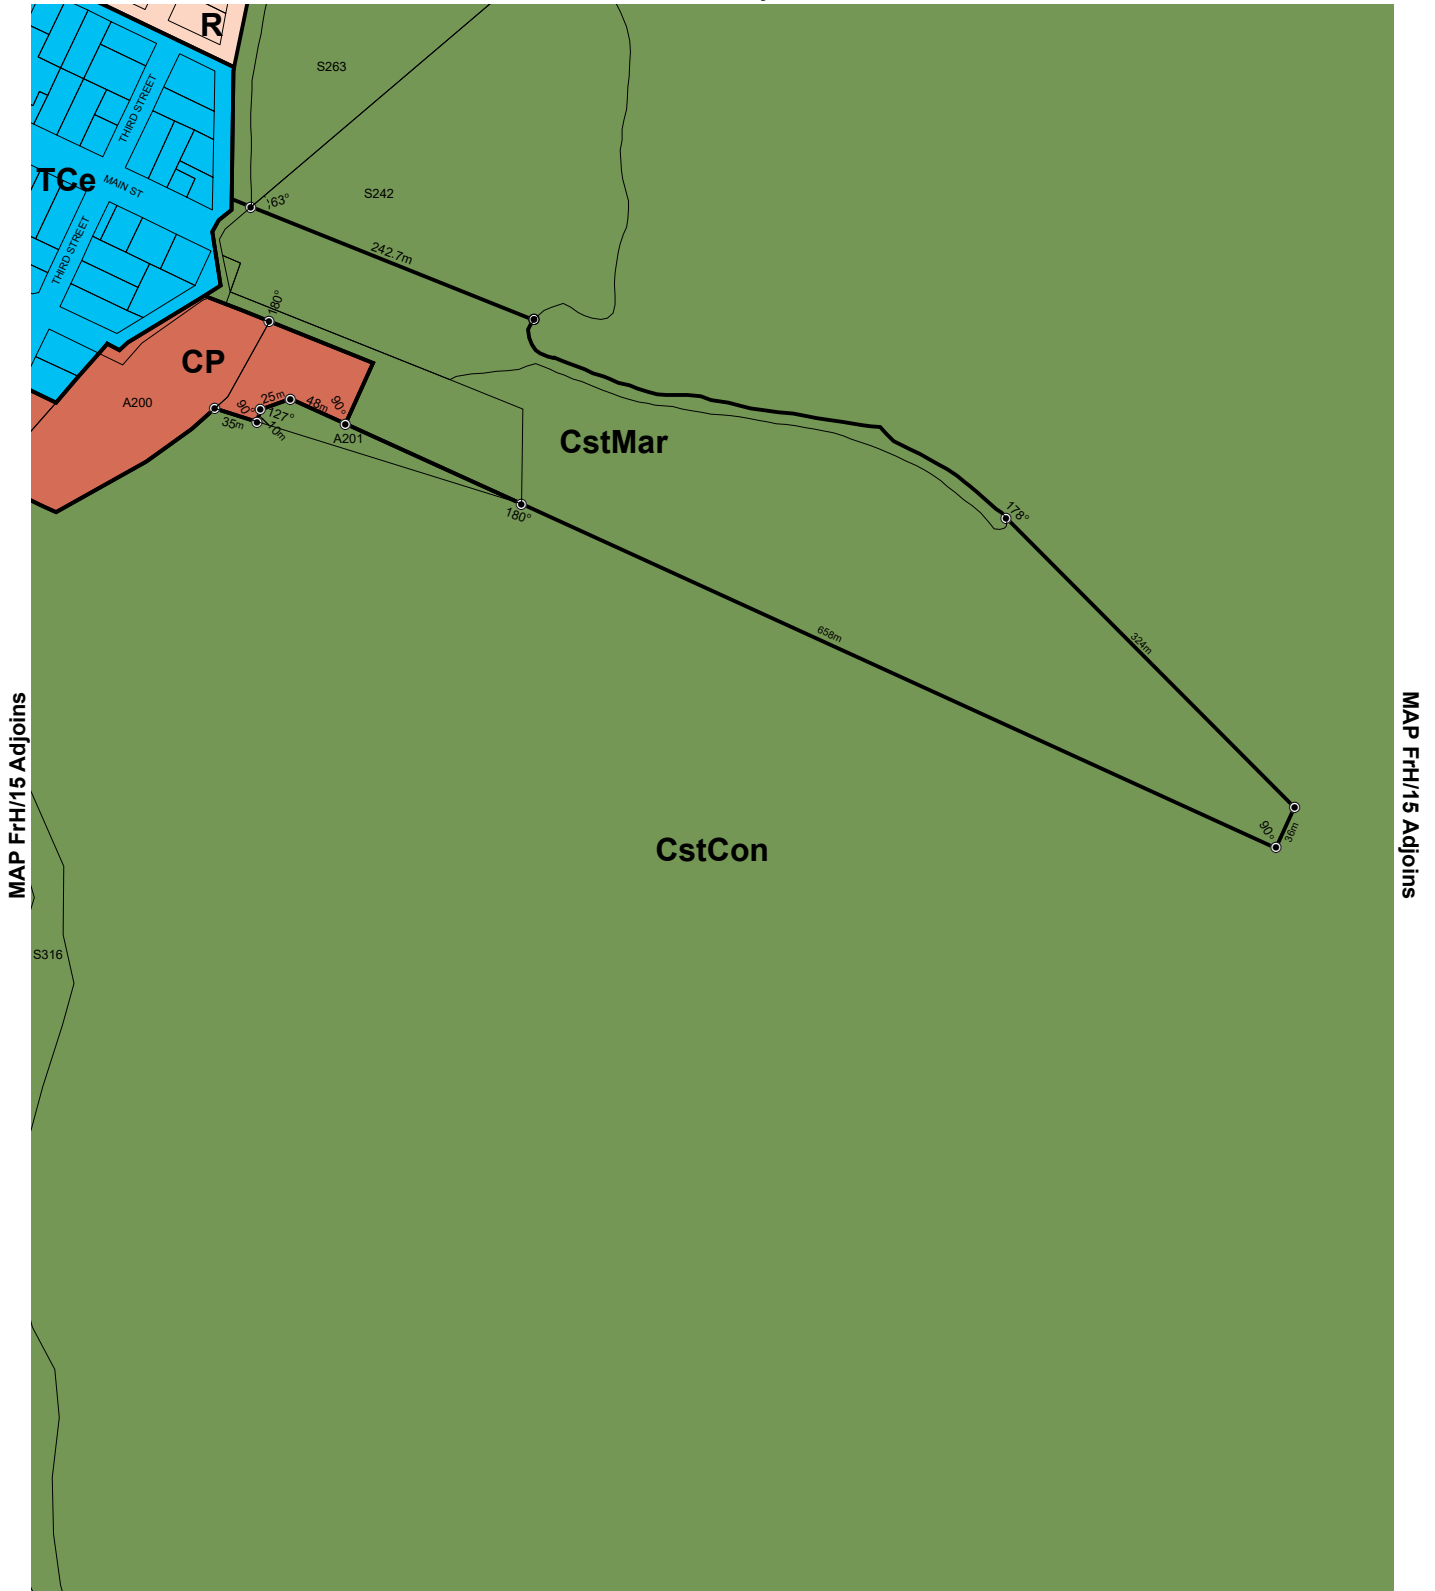 R
S263
THIRD STREET
TCe
MAIN ST
S242
63°
242.7m
THIRD STREET
180°
CP
A200
25m
48m
90°
90°
127°
35m
10m
A201
CstMar
180°
178°
658m
324m
90°
36m
CstCon
MAP FrH/15 Adjoins
MAP FrH/15 Adjoins
S316